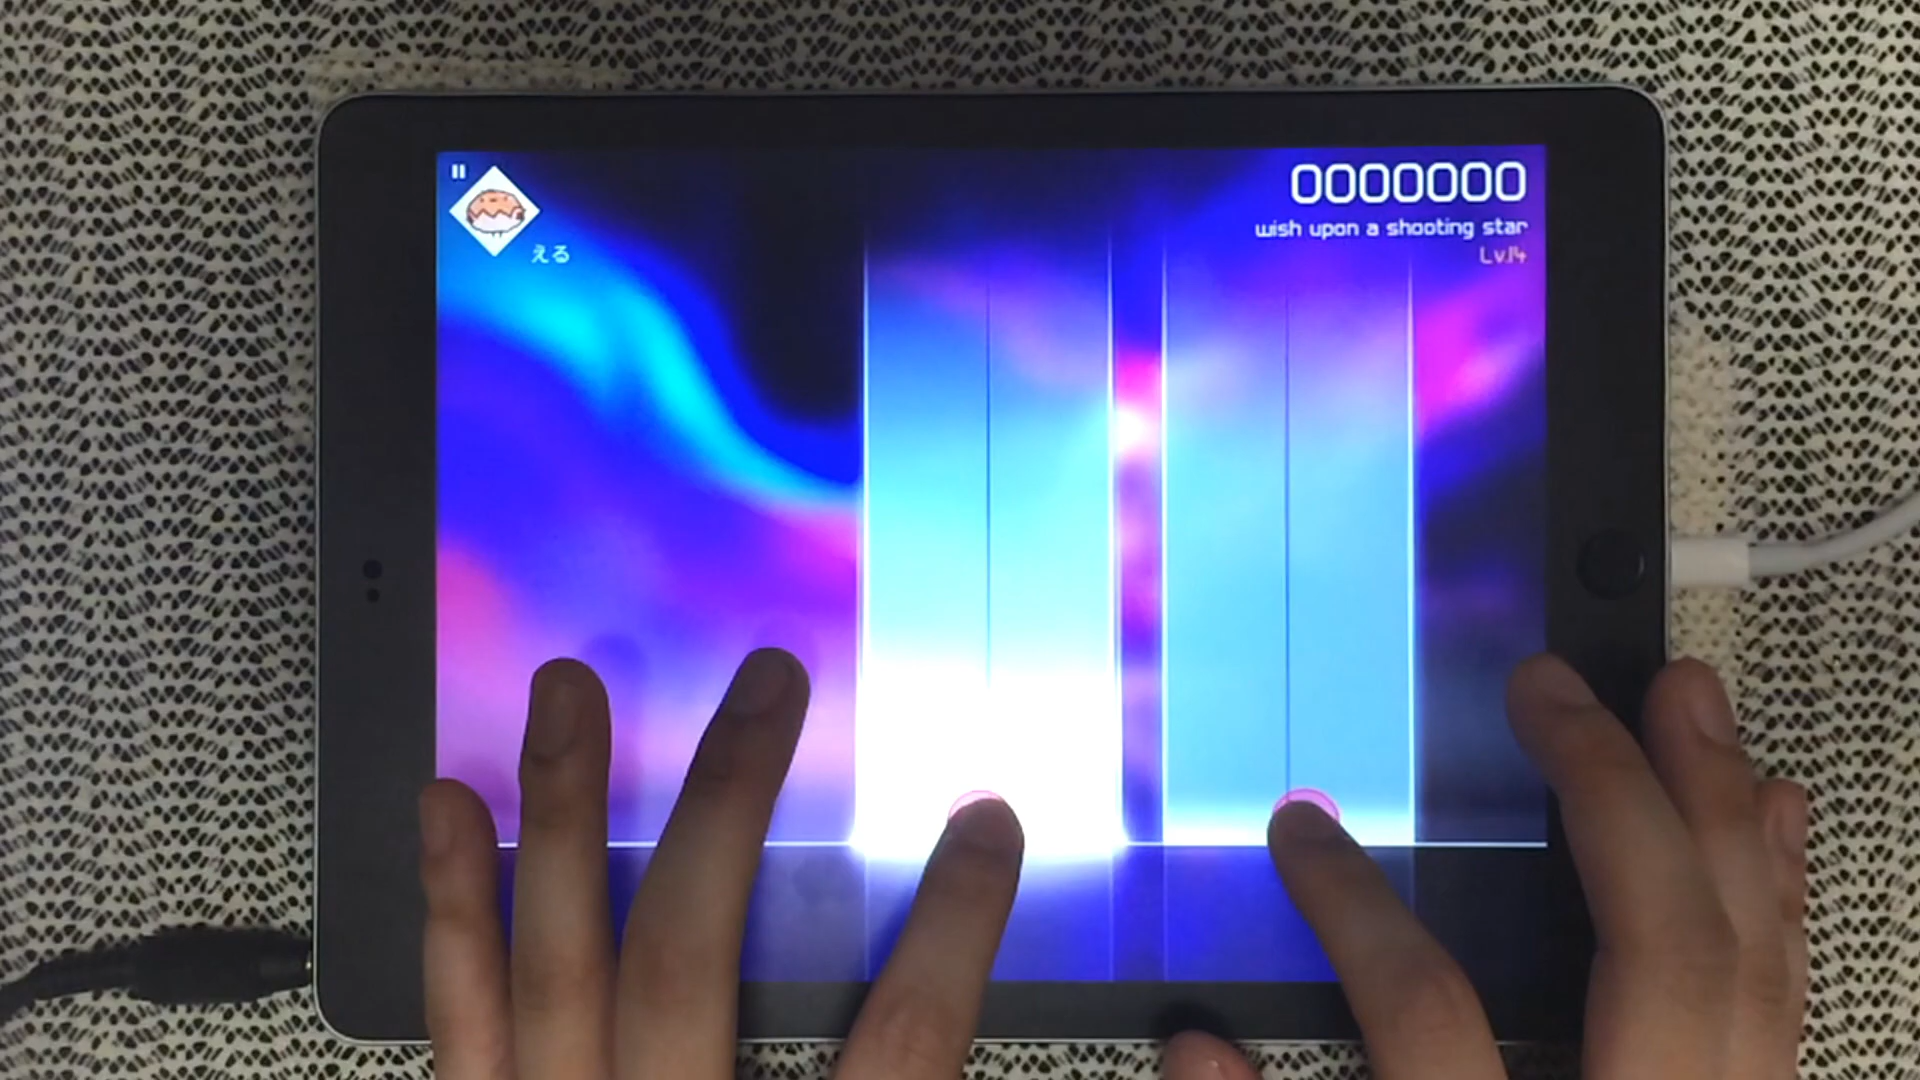 0000000
wish upon a shooting star
Lv.14
える